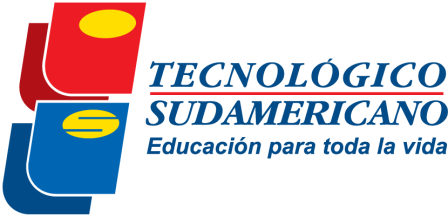 TECNOLÓGICO
SUDAMERICANO
Educación para toda la vida